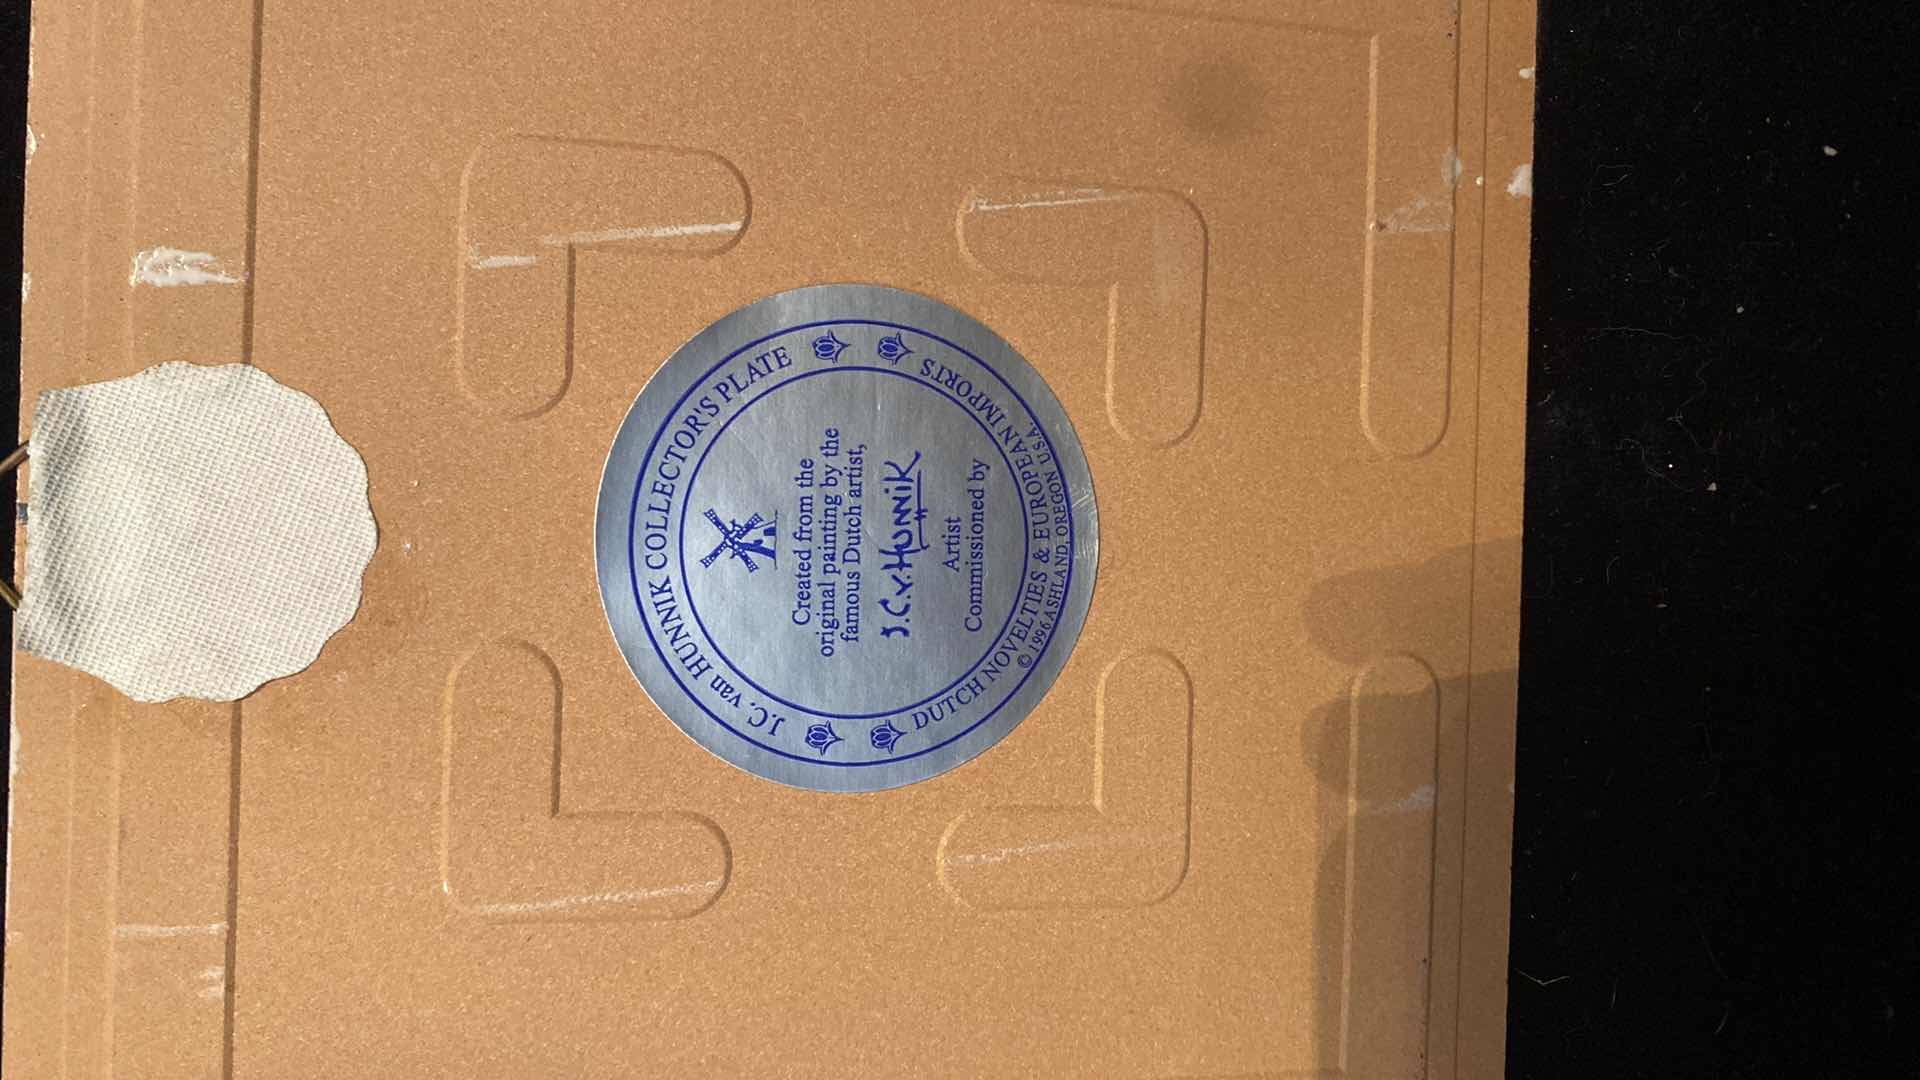 J.C. van HUNNIK COLLECTOR'S PLATE
Created from the
original painting by the
famous Dutch artist,
J.C.v.HUNNIK
Artist
Commissioned by
DUTCH NOVELTIES & EUROPEAN IMPORTS
© 1996 ASHLAND, OREGON U.S.A.